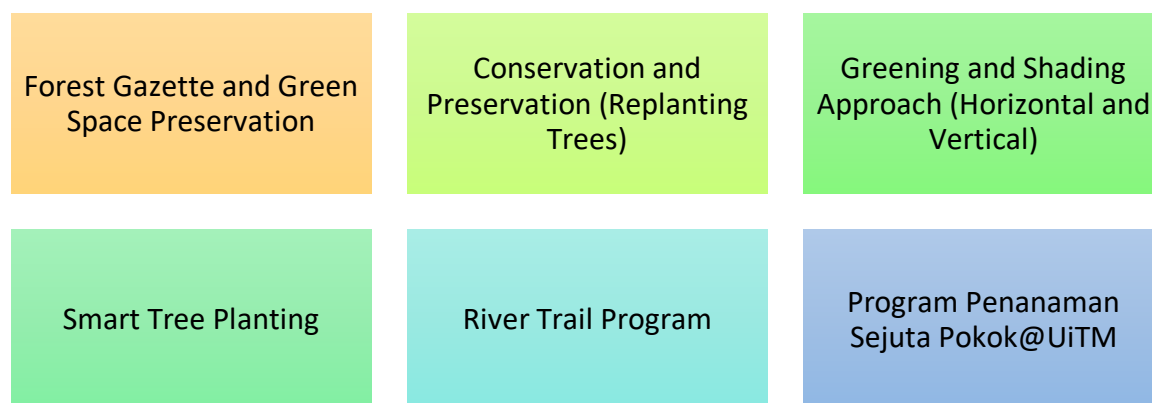 Forest Gazette and Green
Space Preservation
Conservation and
Preservation (Replanting
Trees)
Greening and Shading
Approach (Horizontal and
Vertical)
Smart Tree Planting
River Trail Program
Program Penanaman
Sejuta Pokok@UiTM